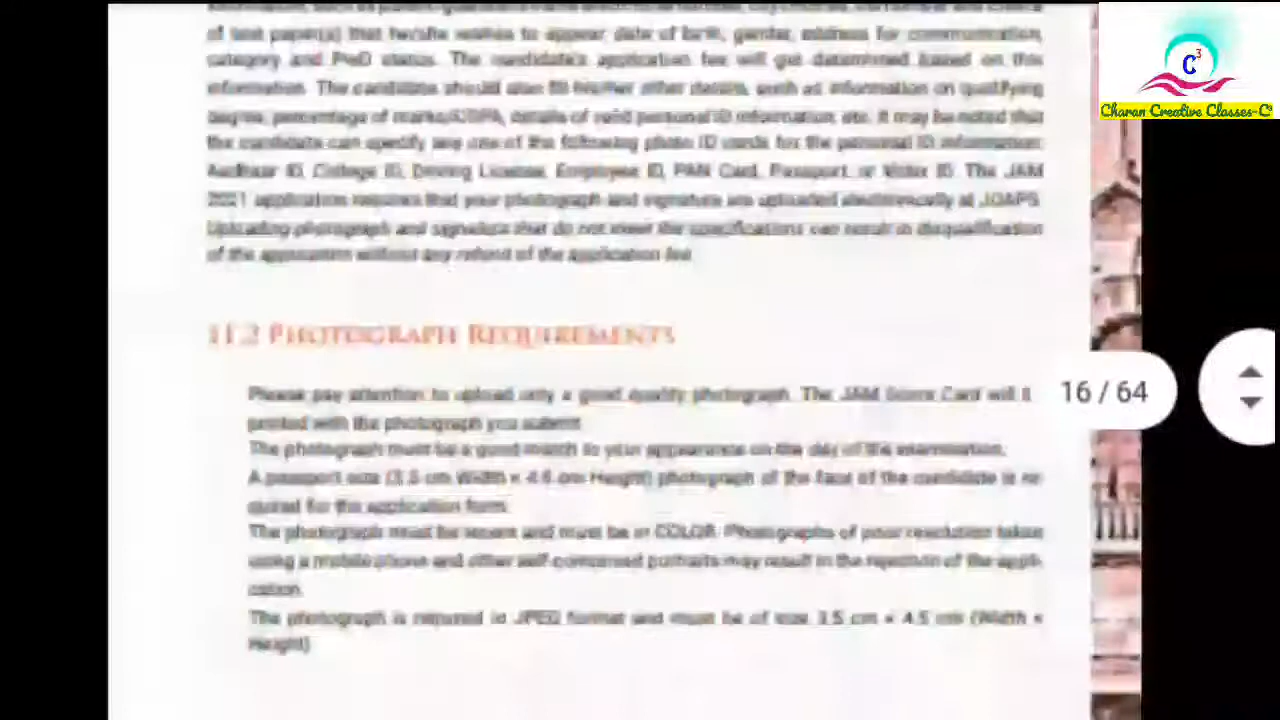 of test paper(s) that he/she wishes to appear, date of birth, gender, address for communication,
category and PwD status. The candidate's application fee will get determined based on this
information. The candidate should also fill his/her other details, such as information on qualifying
degree, percentage of marks/CGPA, details of valid personal ID information, etc. It may be noted that
the candidate can specify any one of the following photo ID cards for the personal ID information:
Aadhaar ID, College ID, Driving License, Employee ID, PAN Card, Passport, or Voter ID. The JAM
2021 application requires that your photograph and signature are uploaded electronically at JOAPS.
Uploading photograph and signature that do not meet the specifications can result in disqualification
of the application without any refund of the application fee.
11.2 PHOTOGRAPH REQUIREMENTS
Please pay attention to upload only a good quality photograph. The JAM Score Card will
printed with the photograph you submit.
The photograph must be a good match to your appearance on the day of the examination.
A passport size (3.5 cm Width × 4.5 cm Height) photograph of the face of the candidate is re-
quired for the application form.
The photograph must be recent and must be in COLOR. Photographs of poor resolution taken
using a mobile phone and other self-composed portraits may result in the rejection of the appli-
cation.
The photograph is required in JPEG format and must be of size 3.5 cm × 4.5 cm (Width ×
Height)
16 / 64
C³
Charan Creative Classes-C³